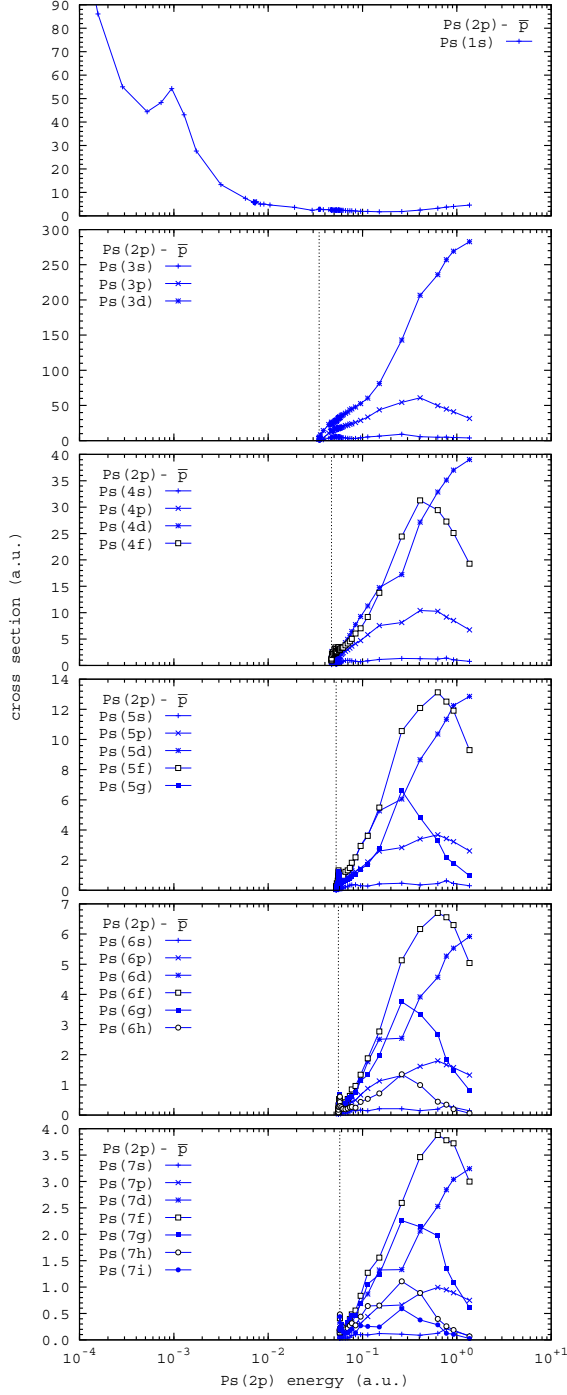 90
80
70
60
50
40
30
20
10
0
Ps(2p)- p̅
Ps(1s)
300
250
200
150
100
50
0
Ps(2p)- p̅
Ps(3s)
Ps(3p)
Ps(3d)
40
35
30
25
20
15
10
5
0
Ps(2p)- p̅
Ps(4s)
Ps(4p)
Ps(4d)
Ps(4f)
cross section (a.u.)
14
12
10
8
6
4
2
0
Ps(2p)- p̅
Ps(5s)
Ps(5p)
Ps(5d)
Ps(5f)
Ps(5g)
7
6
5
4
3
2
1
0
Ps(2p)- p̅
Ps(6s)
Ps(6p)
Ps(6d)
Ps(6f)
Ps(6g)
Ps(6h)
4.0
3.5
3.0
2.5
2.0
1.5
1.0
0.5
0.0
Ps(2p)- p̅
Ps(7s)
Ps(7p)
Ps(7d)
Ps(7f)
Ps(7g)
Ps(7h)
Ps(7i)
10⁻⁴ 10⁻³ 10⁻² 10⁻¹ 10⁰ 10⁺¹
Ps(2p) energy (a.u.)